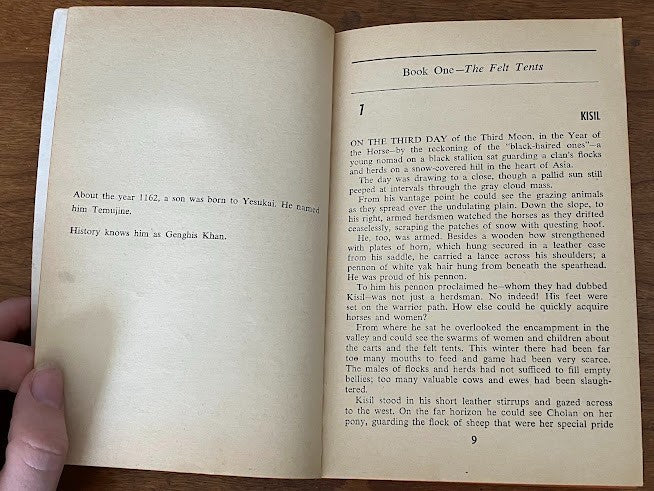 About the year 1162, a son was born to Yesukai. He named
him Temujine.
History knows him as Genghis Khan.
Book One—The Felt Tents
1
KISIL
ON THE THIRD DAY of the Third Moon, in the Year of
the Horse—by the reckoning of the "black-haired ones"—a
young nomad on a black stallion sat guarding a clan's flocks
and herds on a snow-covered hill in the heart of Asia.
The day was drawing to a close, though a pallid sun still
peeped at intervals through the gray cloud mass.
From his vantage point he could see the grazing animals
as they spread over the undulating plain. Down the slope, to
his right, armed herdsmen watched the horses as they drifted
ceaselessly, scraping the patches of snow with questing hoof.
He, too, was armed. Besides a wooden bow strengthened
with plates of horn, which hung secured in a leather case
from his saddle, he carried a lance across his shoulders; a
pennon of white yak hair hung from beneath the spearhead.
He was proud of his pennon.
To him his pennon proclaimed he—whom they had dubbed
Kisil—was not just a herdsman. No indeed! His feet were
set on the warrior path. How else could he quickly acquire
horses and women?
From where he sat he overlooked the encampment in the
valley and could see the swarms of women and children about
the carts and the felt tents. This winter there had been far
too many mouths to feed and game had been very scarce.
The males of flocks and herds had not sufficed to fill empty
bellies; too many valuable cows and ewes had been slaugh-
tered.
Kisil stood in his short leather stirrups and gazed across
to the west. On the far horizon he could see Cholan on her
pony, guarding the flock of sheep that were her special pride
9